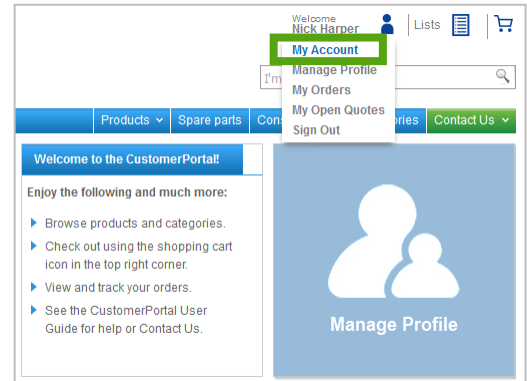 Welcome
Nick Harper
Lists
My Account
Manage Profile
I'm
My Orders
My Open Quotes
Sign Out
Products
Spare parts
Contact Us
Welcome to the CustomerPortal!
Enjoy the following and much more:
Browse products and categories.
Check out using the shopping cart
icon in the top right corner.
View and track your orders.
See the CustomerPortal User
Guide for help or Contact Us.
Manage Profile